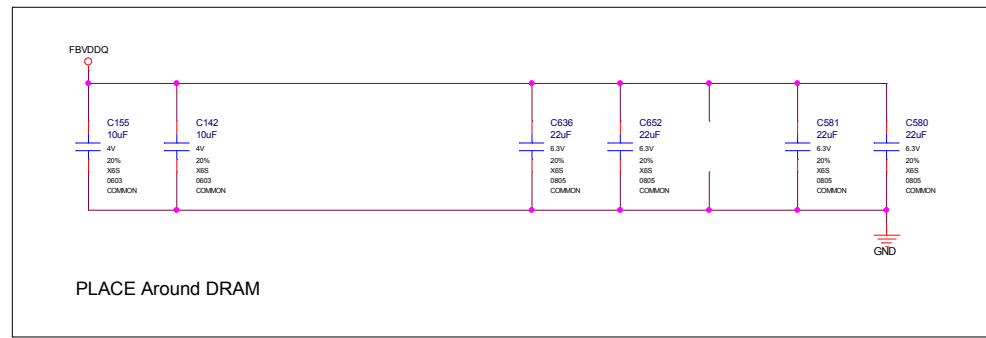 FBVDDQ
C155
10uF
4V
20%
X6S
0603
COMMON
C142
10uF
4V
20%
X6S
0603
COMMON
C636
22uF
6.3V
20%
X6S
0805
COMMON
C652
22uF
6.3V
20%
X6S
0805
COMMON
C581
22uF
6.3V
20%
X6S
0805
COMMON
C580
22uF
6.3V
20%
X6S
0805
COMMON
GND
PLACE Around DRAM